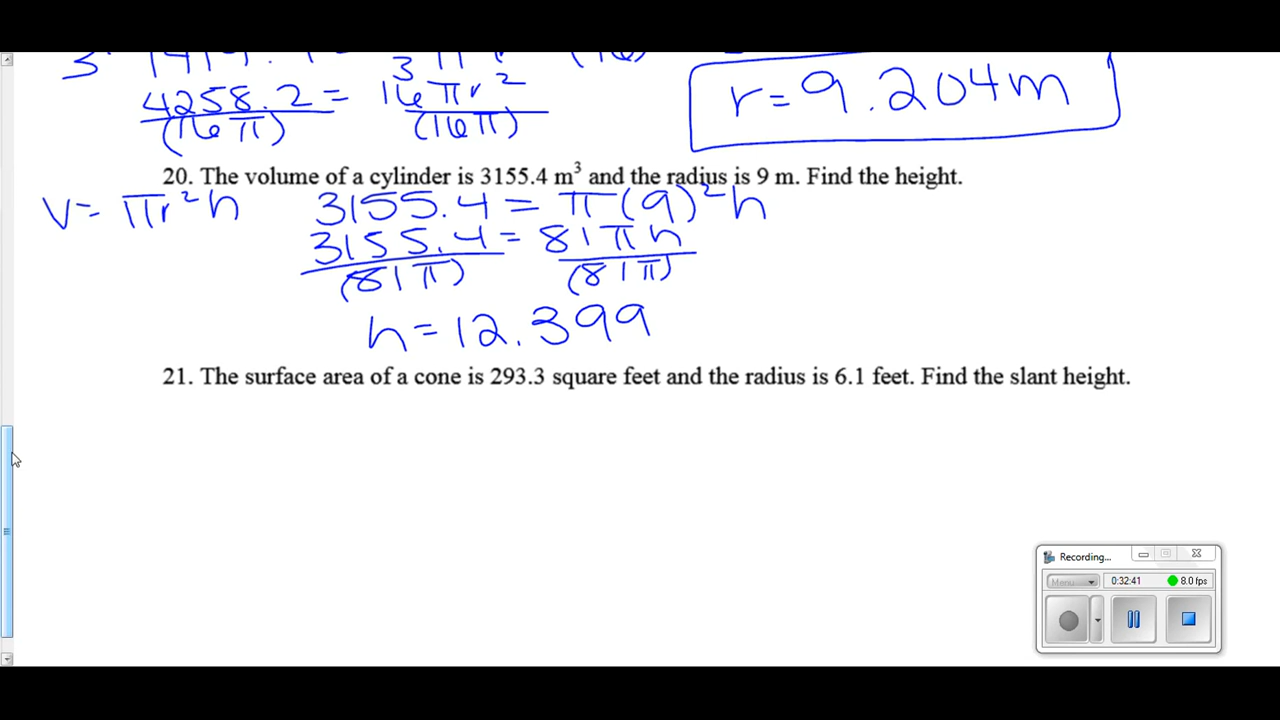 4258.2 = 16πr²
(16π) (16π)
r = 9.204m
20. The volume of a cylinder is 3155.4 m³ and the radius is 9 m. Find the height.
V = πr²h 3155.4 = π(9)²h
3155.4 = 81πh
(81π) (81π)
h = 12.399
21. The surface area of a cone is 293.3 square feet and the radius is 6.1 feet. Find the slant height.
Recording...
Menu 0:32:41 8.0 fps